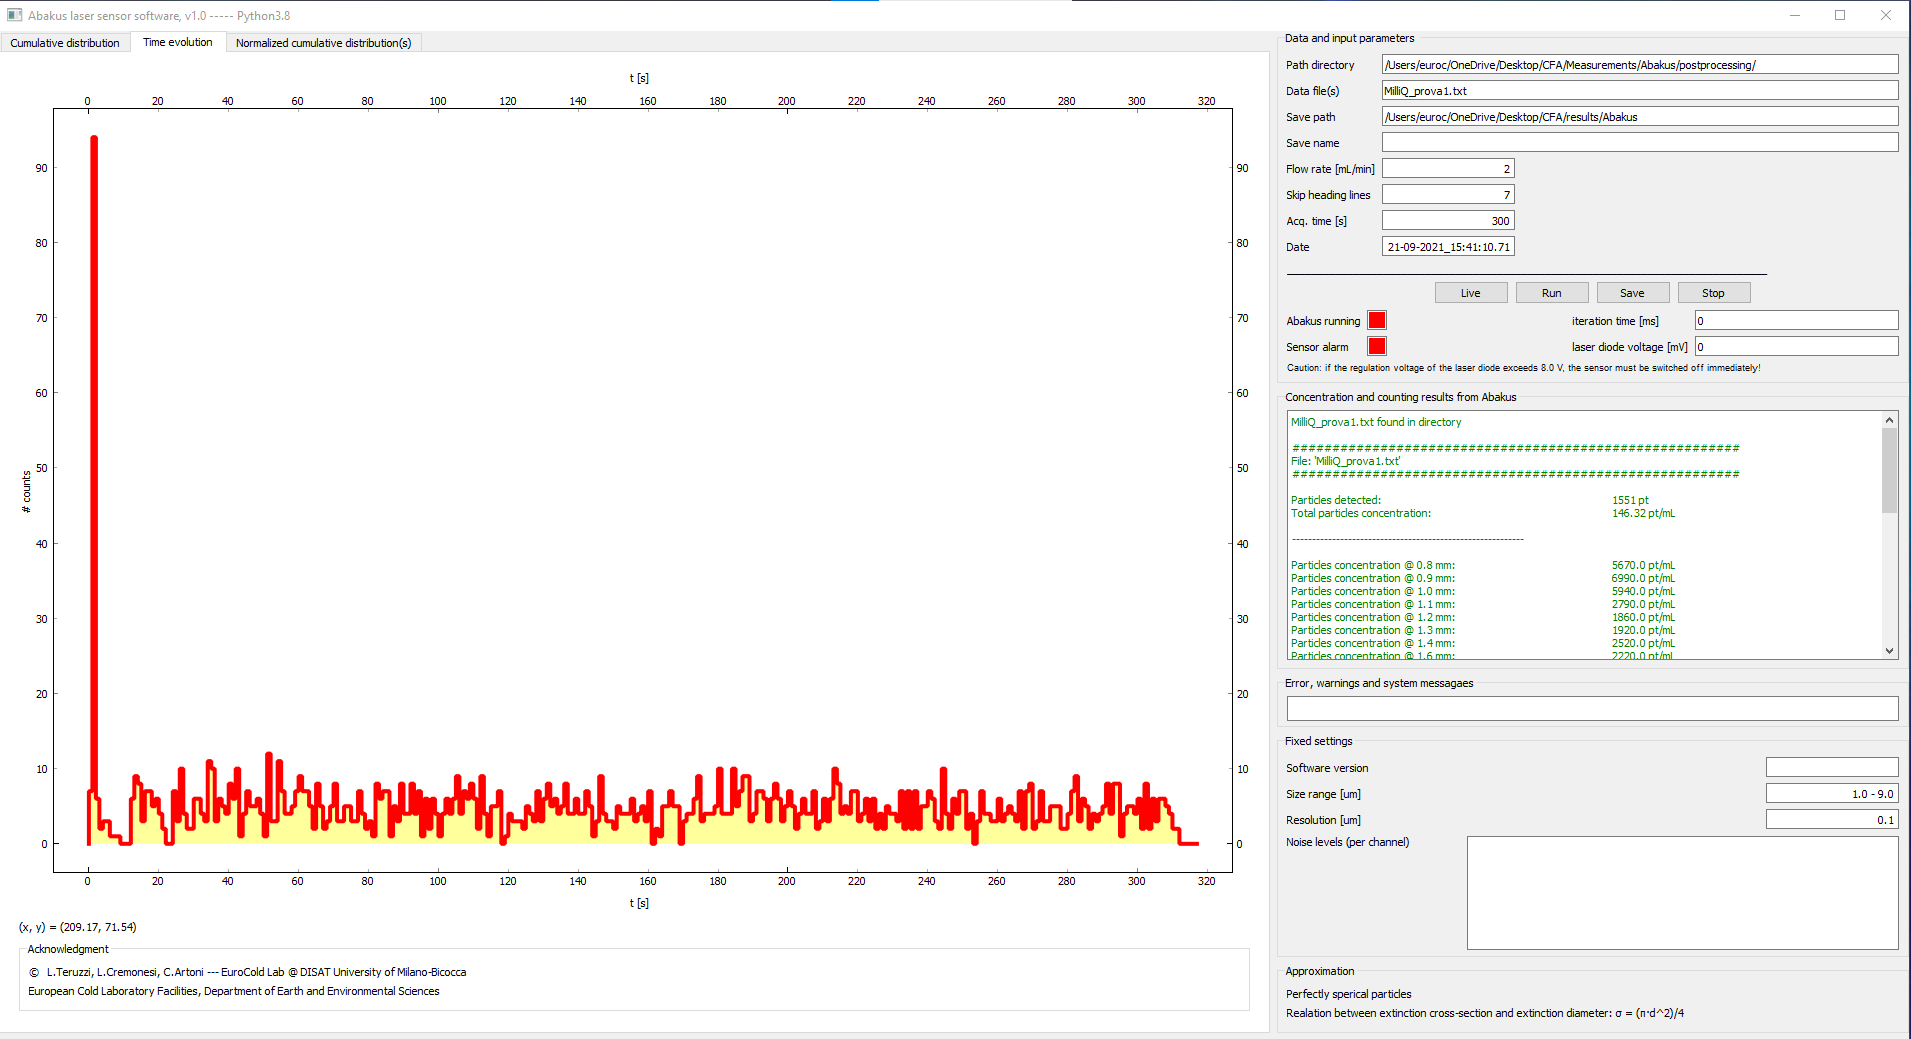 Abakus laser sensor software, v1.0 ----- Python3.8
Cumulative distribution
Time evolution
Normalized cumulative distribution(s)
t [s]
0 20 40 60 80 100 120 140 160 180 200 220 240 260 280 300 320
90 90
80 80
70 70
60 60
50 50
# counts
40 40
30 30
20 20
10 10
0 0
0 20 40 60 80 100 120 140 160 180 200 220 240 260 280 300 320
t [s]
(x, y) = (209.17, 71.54)
Acknowledgment
© L.Teruzzi, L.Cremonesi, C.Artoni --- EuroCold Lab @ DISAT University of Milano-Bicocca
European Cold Laboratory Facilities, Department of Earth and Environmental Sciences
Data and input parameters
Path directory /Users/euroc/OneDrive/Desktop/CFA/Measurements/Abakus/postprocessing/
Data file(s) MilliQ_prova1.txt
Save path /Users/euroc/OneDrive/Desktop/CFA/results/Abakus
Save name
Flow rate [mL/min] 2
Skip heading lines 7
Acq. time [s] 300
Date 21-09-2021_15:41:10.71
Live Run Save Stop
Abakus running iteration time [ms] 0
Sensor alarm laser diode voltage [mV] 0
Caution: if the regulation voltage of the laser diode exceeds 8.0 V, the sensor must be switched off immediately!
Concentration and counting results from Abakus
MilliQ_prova1.txt found in directory
########################################################
File: 'MilliQ_prova1.txt'
########################################################
Particles detected: 1551 pt
Total particles concentration: 146.32 pt/mL
----------------------------------------------------------
Particles concentration @ 0.8 mm: 5670.0 pt/mL
Particles concentration @ 0.9 mm: 6990.0 pt/mL
Particles concentration @ 1.0 mm: 5940.0 pt/mL
Particles concentration @ 1.1 mm: 2790.0 pt/mL
Particles concentration @ 1.2 mm: 1860.0 pt/mL
Particles concentration @ 1.3 mm: 1920.0 pt/mL
Particles concentration @ 1.4 mm: 2520.0 pt/mL
Particles concentration @ 1.6 mm: 2220.0 pt/mL
Error, warnings and system messagaes
Fixed settings
Software version
Size range [um] 1.0 - 9.0
Resolution [um] 0.1
Noise levels (per channel)
Approximation
Perfectly sperical particles
Realation between extinction cross-section and extinction diameter: σ = (π·d^2)/4